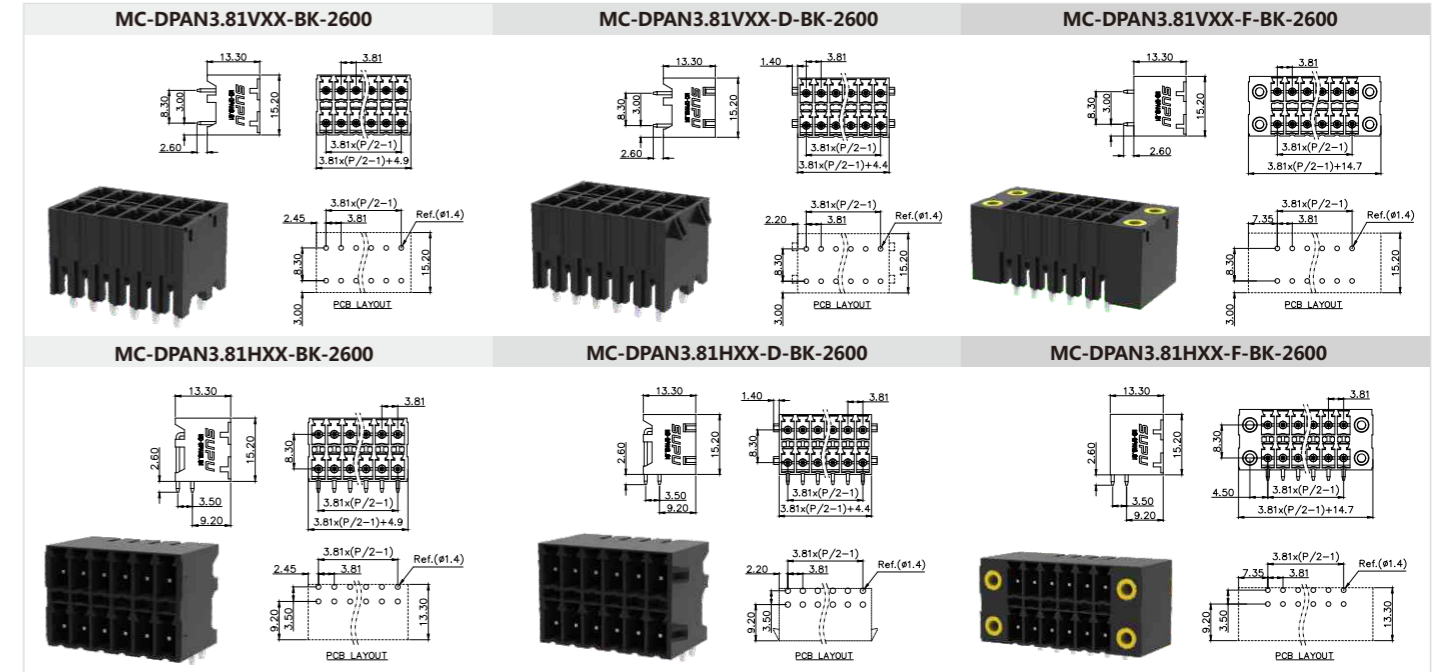 MC-DPAN3.81VXX-BK-2600
13.30
3.81
8.30
3.00
SUPU
15.20
2.60
3.81x(P/2-1)
3.81x(P/2-1)+4.9
3.81x(P/2-1)
2.45
3.81
Ref.(ø1.4)
8.30
15.20
3.00
PCB LAYOUT
MC-DPAN3.81VXX-D-BK-2600
13.30
1.40
3.81
8.30
3.00
SUPU
15.20
2.60
3.81x(P/2-1)
3.81x(P/2-1)+4.4
3.81x(P/2-1)
2.20
3.81
Ref.(ø1.4)
8.30
15.20
3.00
PCB LAYOUT
MC-DPAN3.81VXX-F-BK-2600
13.30
3.81
8.30
3.00
SUPU
15.20
2.60
3.81x(P/2-1)
3.81x(P/2-1)+14.7
3.81x(P/2-1)
7.35
3.81
Ref.(ø1.4)
8.30
15.20
3.00
PCB LAYOUT
MC-DPAN3.81HXX-BK-2600
13.30
3.81
2.60
SUPU
15.20
8.30
3.50
9.20
3.81x(P/2-1)
3.81x(P/2-1)+4.9
3.81x(P/2-1)
2.45
3.81
Ref.(ø1.4)
9.20
3.50
13.30
PCB LAYOUT
MC-DPAN3.81HXX-D-BK-2600
13.30
1.40
3.81
2.60
SUPU
15.20
8.30
3.50
9.20
3.81x(P/2-1)
3.81x(P/2-1)+4.4
3.81x(P/2-1)
2.20
3.81
Ref.(ø1.4)
9.20
3.50
13.30
PCB LAYOUT
MC-DPAN3.81HXX-F-BK-2600
13.30
3.81
2.60
SUPU
15.20
8.30
3.50
9.20
4.50
3.81x(P/2-1)
3.81x(P/2-1)+14.7
3.81x(P/2-1)
7.35
3.81
Ref.(ø1.4)
9.20
3.50
13.30
PCB LAYOUT